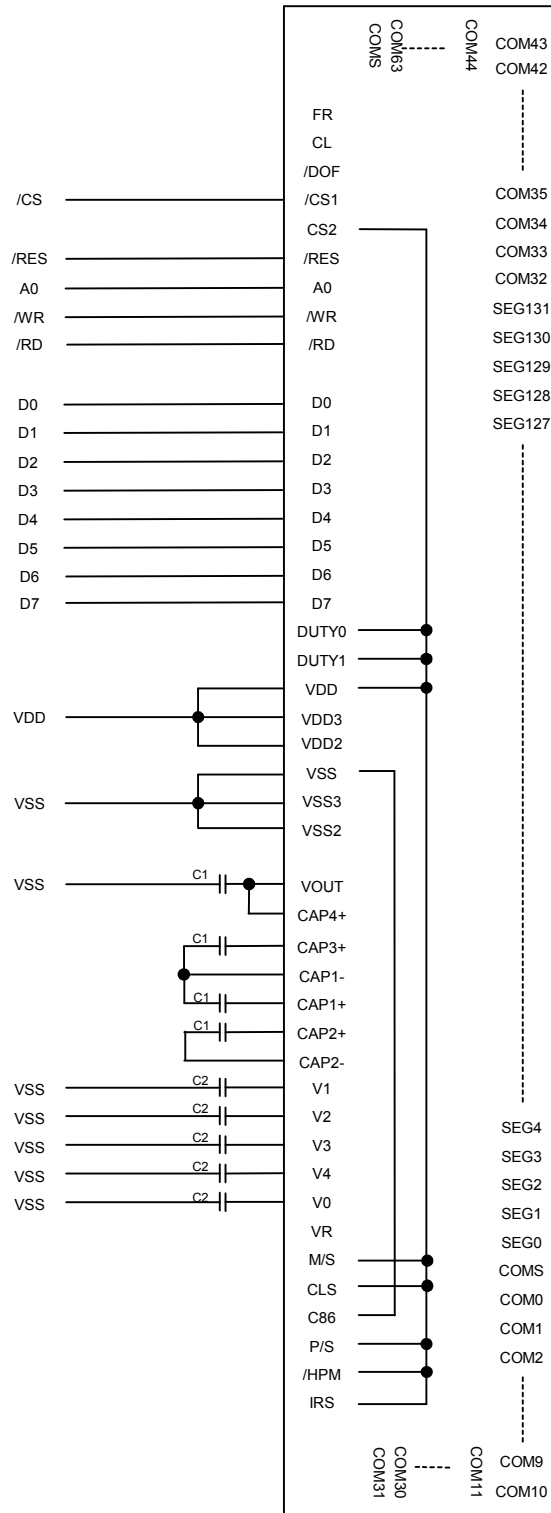 COMS COM63 COM44 COM43
COM42
FR
CL
/DOF
/CS /CS1 COM35
CS2 COM34
/RES /RES COM33
A0 A0 COM32
/WR /WR SEG131
/RD /RD SEG130
SEG129
D0 D0 SEG128
D1 D1 SEG127
D2 D2
D3 D3
D4 D4
D5 D5
D6 D6
D7 D7
DUTY0
DUTY1
VDD
VDD VDD3
VDD2
VSS
VSS VSS3
VSS2
VSS C1 VOUT
CAP4+
C1 CAP3+
CAP1-
C1 CAP1+
C1 CAP2+
CAP2-
VSS C2 V1
VSS C2 V2 SEG4
VSS C2 V3 SEG3
VSS C2 V4 SEG2
VSS C2 V0 SEG1
VR SEG0
M/S COMS
CLS COM0
C86 COM1
P/S COM2
/HPM
IRS
COM31 COM30 COM11 COM9
COM10